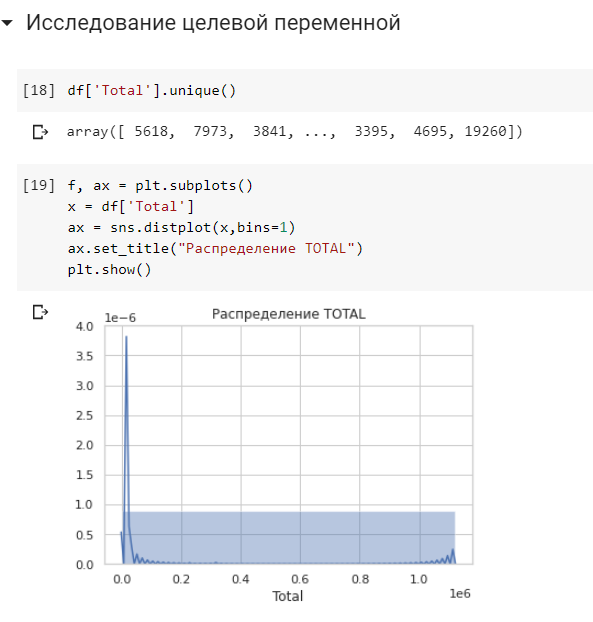 Исследование целевой переменной
[18] df['Total'].unique()
array([ 5618,  7973,  3841, ...,  3395,  4695, 19260])
[19] f, ax = plt.subplots()
x = df['Total']
ax = sns.distplot(x,bins=1)
ax.set_title("Распределение TOTAL")
plt.show()
1e−6 Распределение TOTAL
4.0
3.5
3.0
2.5
2.0
1.5
1.0
0.5
0.0
0.0 0.2 0.4 0.6 0.8 1.0
Total 1e6